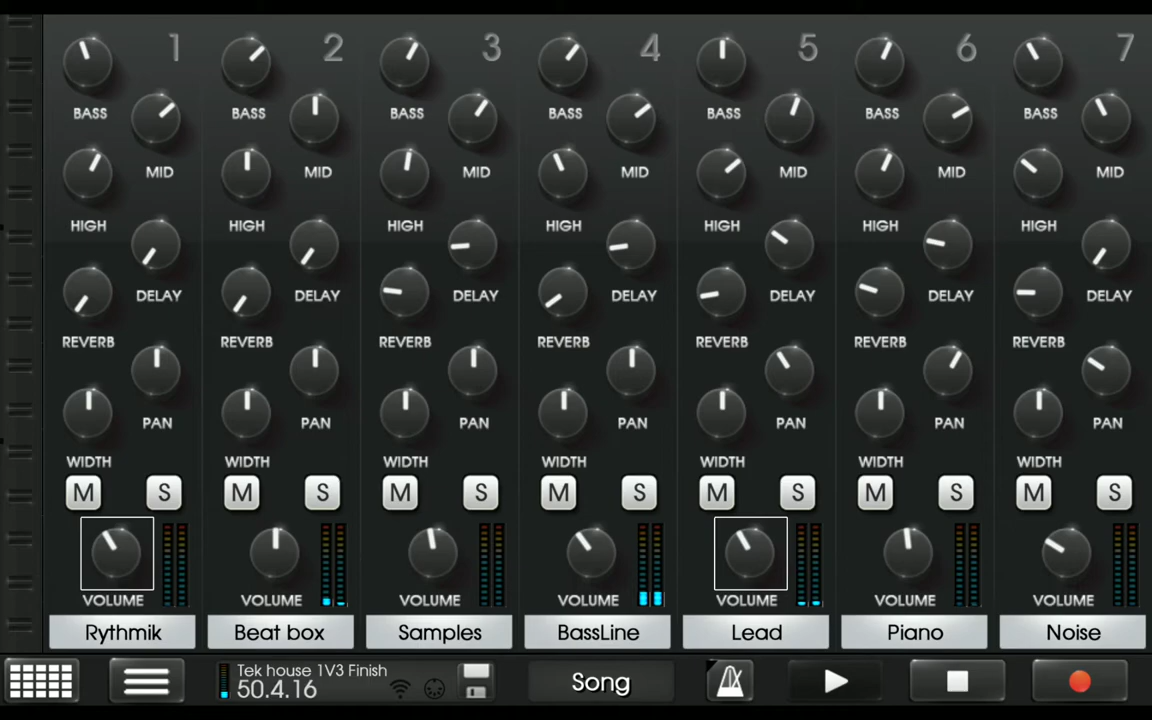 1 2 3 4 5 6 7
BASS BASS BASS BASS BASS BASS BASS
MID MID MID MID MID MID MID
HIGH HIGH HIGH HIGH HIGH HIGH HIGH
DELAY DELAY DELAY DELAY DELAY DELAY DELAY
REVERB REVERB REVERB REVERB REVERB REVERB REVERB
PAN PAN PAN PAN PAN PAN PAN
WIDTH WIDTH WIDTH WIDTH WIDTH WIDTH WIDTH
M S M S M S M S M S M S M S
VOLUME VOLUME VOLUME VOLUME VOLUME VOLUME VOLUME
Rythmik Beat box Samples BassLine Lead Piano Noise
Tek house 1V3 Finish
50.4.16
Song